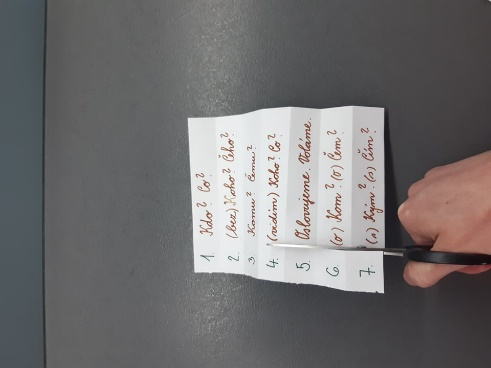 1. Kdo? Co?
2. (bez) Koho? Čeho?
3 Komu? Čemu?
4. (vidím) Koho? Co?
5. Oslovujeme. Voláme.
6. (o) Kom? (o) Čem?
7. (s) Kým? (s) Čím?